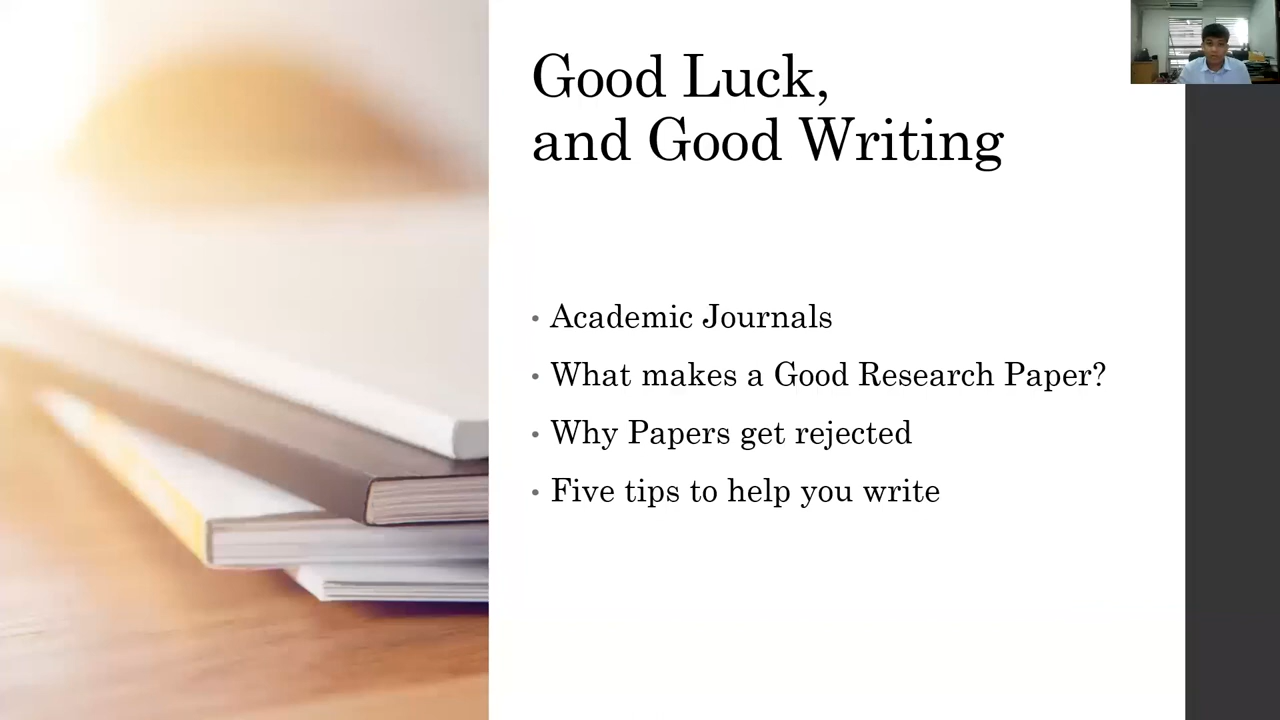 Good Luck,
and Good Writing
• Academic Journals
• What makes a Good Research Paper?
• Why Papers get rejected
• Five tips to help you write